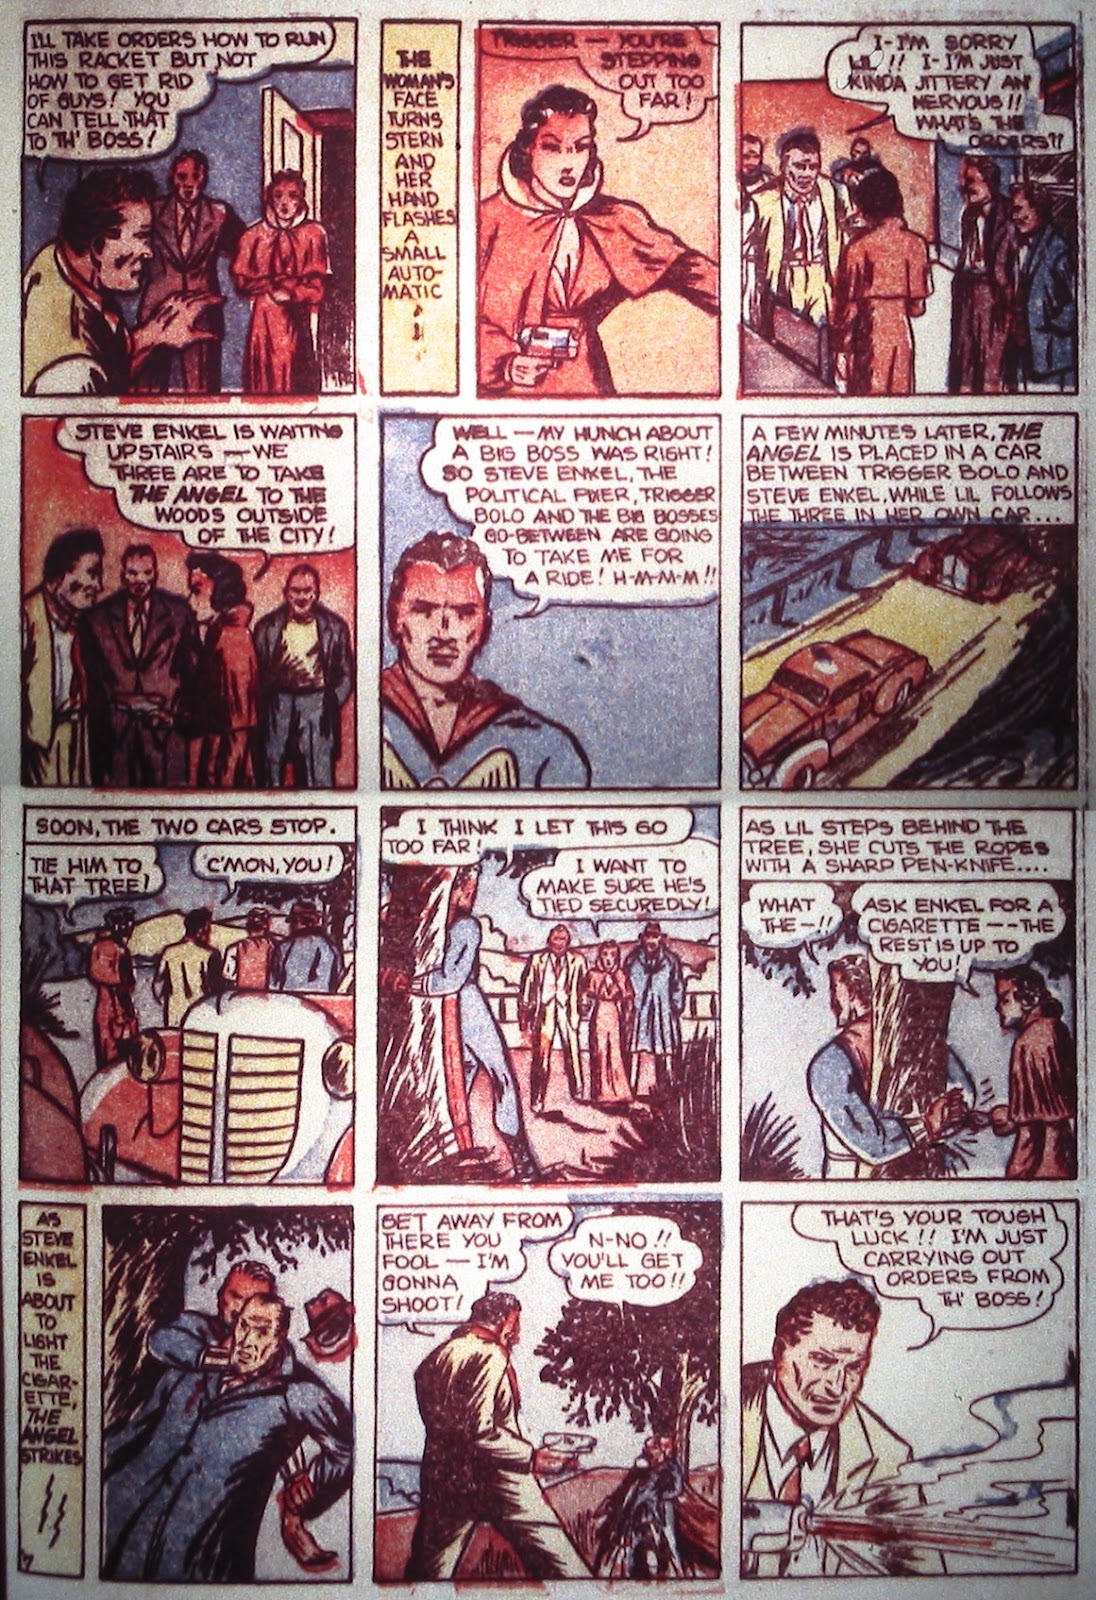 I'LL TAKE ORDERS HOW TO RUN
THIS RACKET BUT NOT
HOW TO GET RID
OF GUYS! YOU
CAN TELL THAT
TO TH' BOSS!
THE
WOMAN'S
FACE
TURNS
STERN
AND
HER
HAND
FLASHES
A
SMALL
AUTO-
MATIC
TRIGGER — YOU'RE
STEPPING
OUT TOO
FAR!
I-I'M SORRY
LIL!! I-I'M JUST
KINDA JITTERY AN'
NERVOUS!!
WHAT'S THE
ORDERS??
STEVE ENKEL IS WAITING
UPSTAIRS — WE
THREE ARE TO TAKE
THE ANGEL TO THE
WOODS OUTSIDE
OF THE CITY!
WELL — MY HUNCH ABOUT
A BIG BOSS WAS RIGHT!
SO STEVE ENKEL, THE
POLITICAL FIXER, TRIGGER
BOLO AND THE BIG BOSSES
GO-BETWEEN ARE GOING
TO TAKE ME FOR
A RIDE! H-M-M-M!!
A FEW MINUTES LATER, THE
ANGEL IS PLACED IN A CAR
BETWEEN TRIGGER BOLO AND
STEVE ENKEL, WHILE LIL FOLLOWS
THE THREE IN HER OWN CAR...
SOON, THE TWO CARS STOP.
TIE HIM TO
THAT TREE!
C'MON, YOU!
I THINK I LET THIS GO
TOO FAR!
I WANT TO
MAKE SURE HE'S
TIED SECUREDLY!
AS LIL STEPS BEHIND THE
TREE, SHE CUTS THE ROPES
WITH A SHARP PEN-KNIFE....
WHAT
THE—!!
ASK ENKEL FOR A
CIGARETTE — — THE
REST IS UP TO
YOU!
AS
STEVE
ENKEL
IS
ABOUT
TO
LIGHT
THE
CIGAR-
ETTE,
THE
ANGEL
STRIKES
7
GET AWAY FROM
THERE YOU
FOOL — I'M
GONNA
SHOOT!
N-NO!!
YOU'LL GET
ME TOO!!
THAT'S YOUR TOUGH
LUCK!! I'M JUST
CARRYING OUT
ORDERS FROM
TH' BOSS!